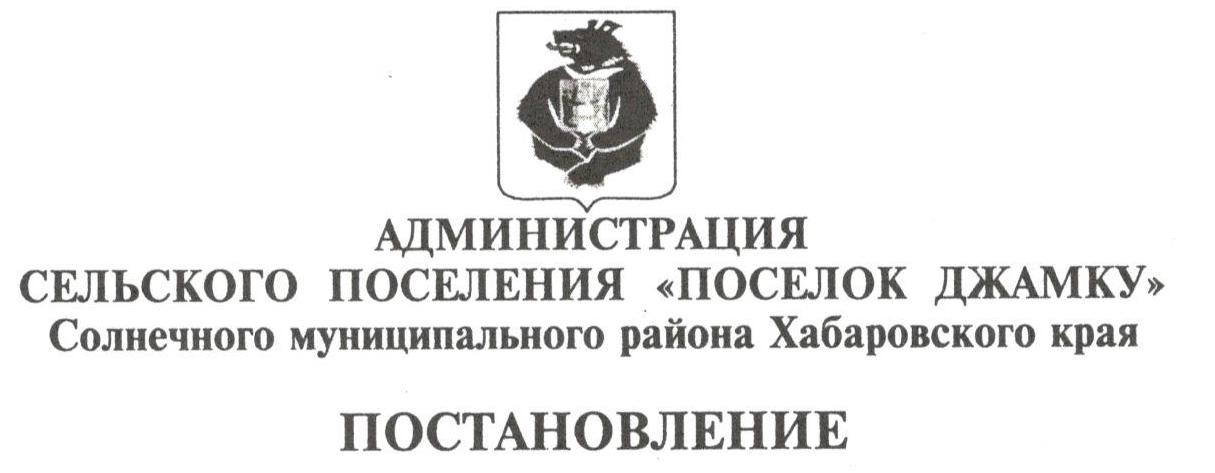 АДМИНИСТРАЦИЯ
СЕЛЬСКОГО ПОСЕЛЕНИЯ «ПОСЕЛОК ДЖАМКУ»
Солнечного муниципального района Хабаровского края
ПОСТАНОВЛЕНИЕ